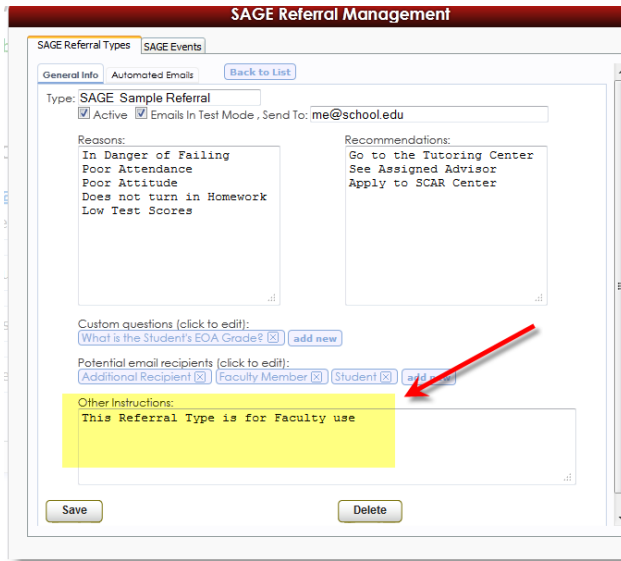 SAGE Referral Management
SAGE Referral Types SAGE Events
General Info Automated Emails Back to List
Type: SAGE Sample Referral
Active Emails In Test Mode , Send To: me@school.edu
Reasons: Recommendations:
In Danger of Failing Go to the Tutoring Center
Poor Attendance See Assigned Advisor
Poor Attitude Apply to SCAR Center
Does not turn in Homework
Low Test Scores
Custom questions (click to edit):
What is the Student's EOA Grade? add new
Potential email recipients (click to edit):
Additional Recipient Faculty Member Student add new
Other Instructions:
This Referral Type is for Faculty use
Save Delete